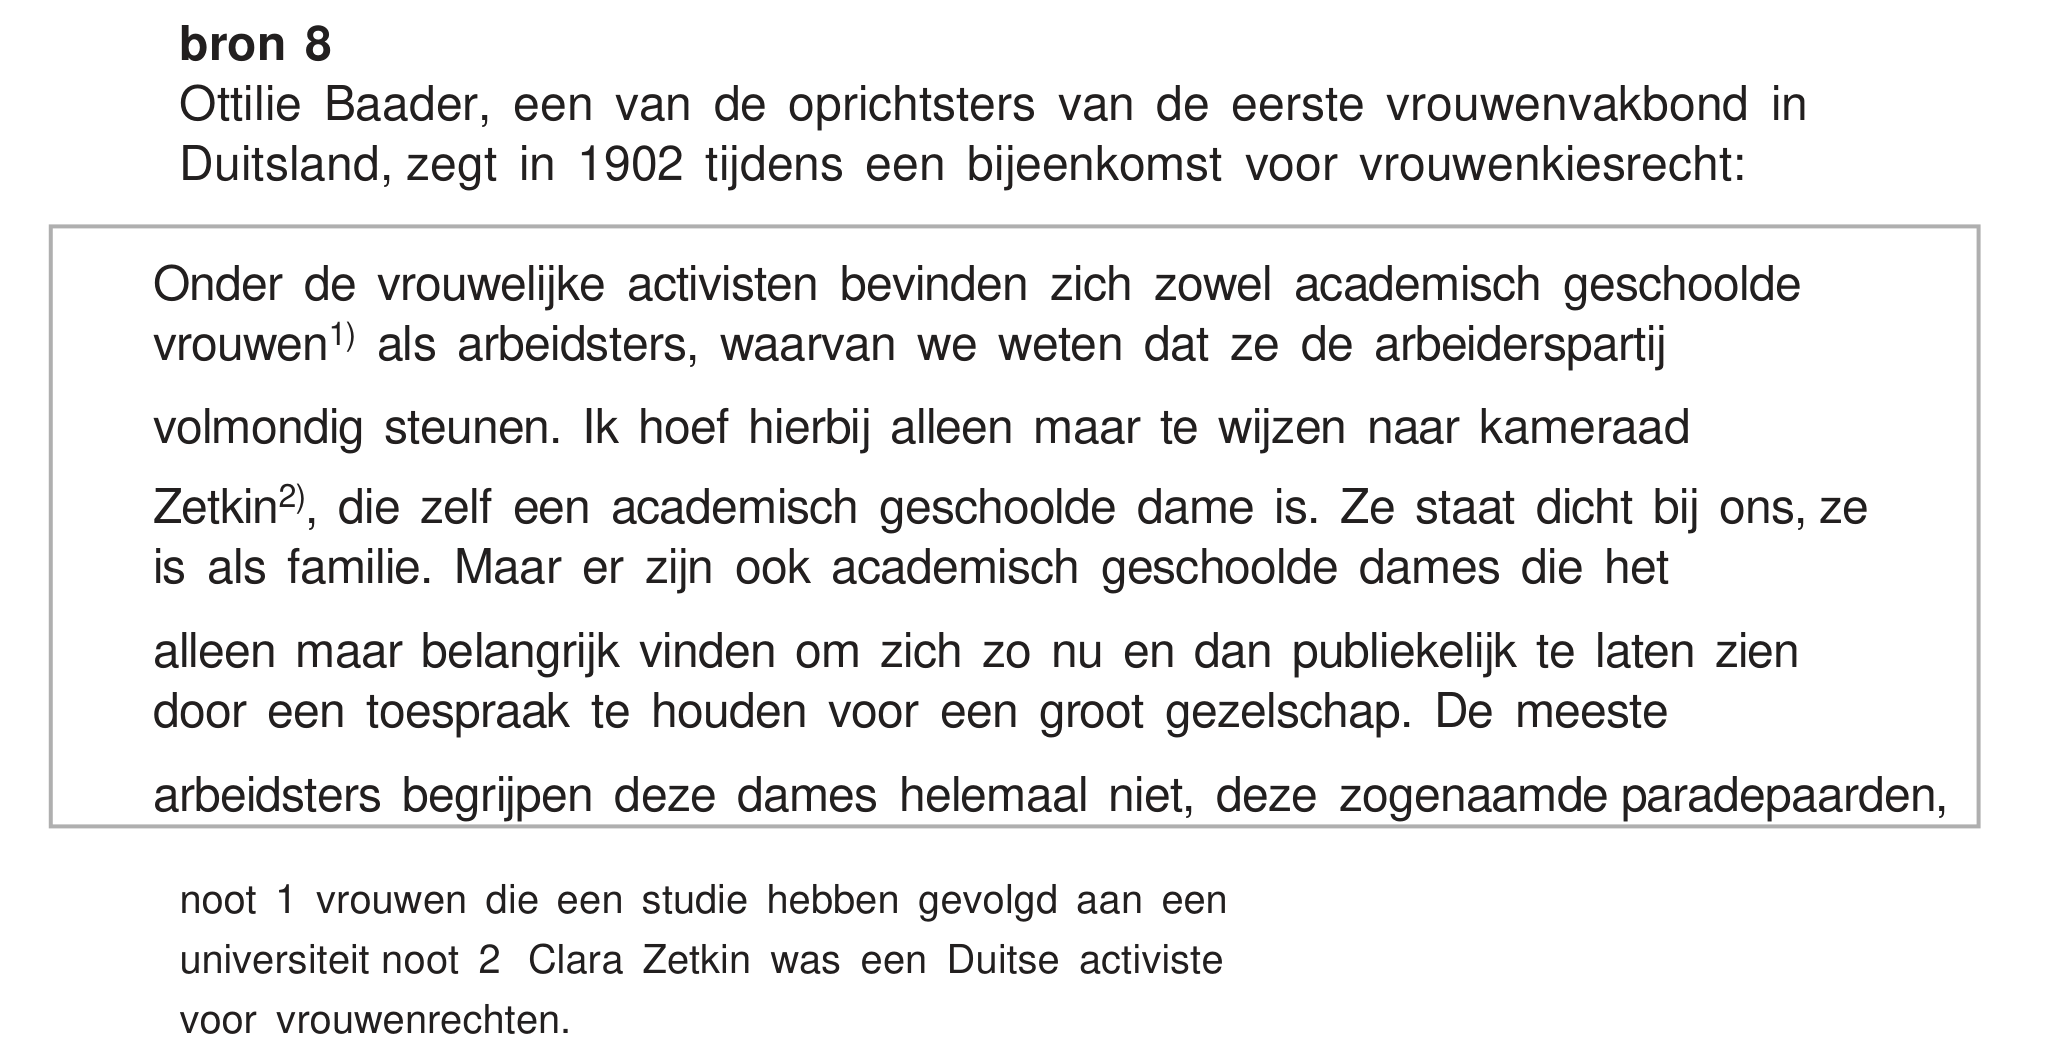 bron 8
Ottilie Baader, een van de oprichtsters van de eerste vrouwenvakbond in
Duitsland, zegt in 1902 tijdens een bijeenkomst voor vrouwenkiesrecht:
Onder de vrouwelijke activisten bevinden zich zowel academisch geschoolde
vrouwen1) als arbeidsters, waarvan we weten dat ze de arbeiderspartij
volmondig steunen. Ik hoef hierbij alleen maar te wijzen naar kameraad
Zetkin2), die zelf een academisch geschoolde dame is. Ze staat dicht bij ons, ze
is als familie. Maar er zijn ook academisch geschoolde dames die het
alleen maar belangrijk vinden om zich zo nu en dan publiekelijk te laten zien
door een toespraak te houden voor een groot gezelschap. De meeste
arbeidsters begrijpen deze dames helemaal niet, deze zogenaamde paradepaarden,
noot 1 vrouwen die een studie hebben gevolgd aan een
universiteit noot 2 Clara Zetkin was een Duitse activiste
voor vrouwenrechten.